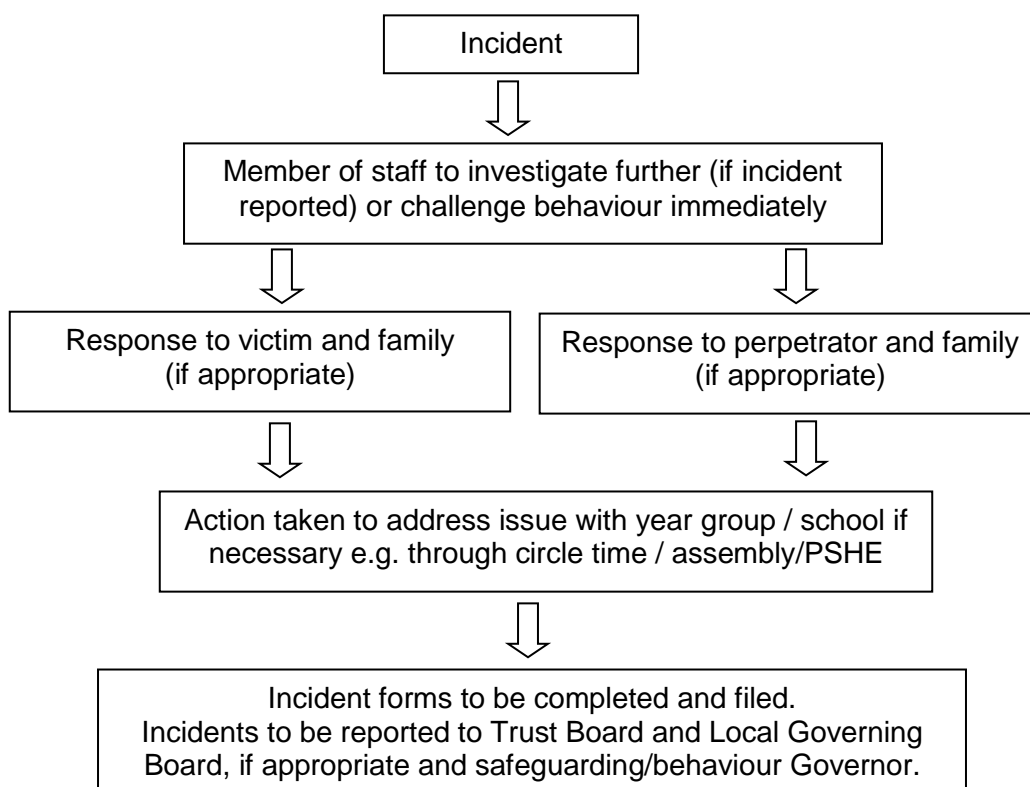 Incident
Member of staff to investigate further (if incident
reported) or challenge behaviour immediately
Response to victim and family
(if appropriate)
Response to perpetrator and family
(if appropriate)
Action taken to address issue with year group / school if
necessary e.g. through circle time / assembly/PSHE
Incident forms to be completed and filed.
Incidents to be reported to Trust Board and Local Governing
Board, if appropriate and safeguarding/behaviour Governor.